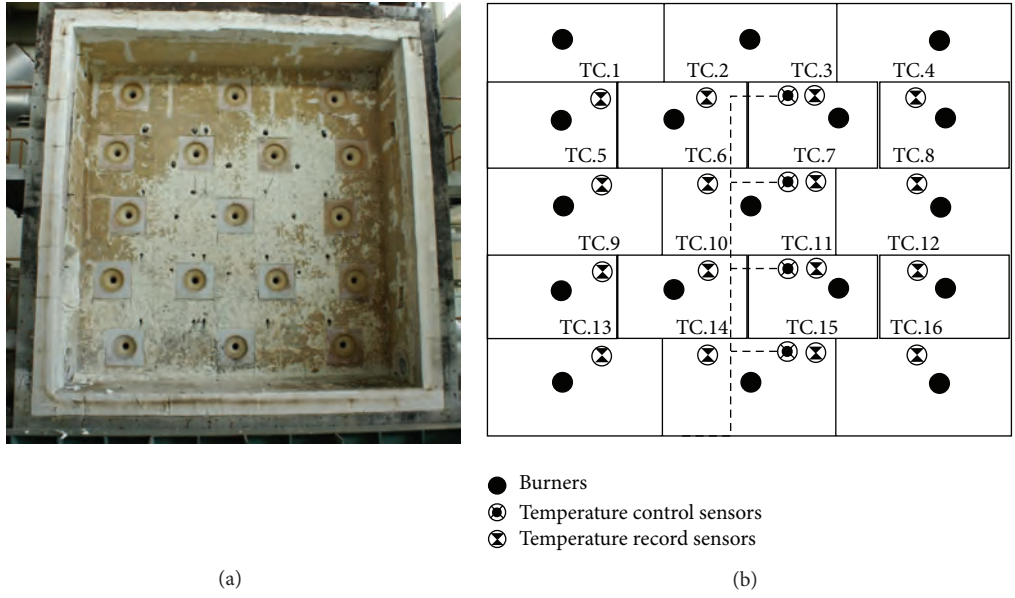 TC.1 TC.2 TC.3 TC.4
TC.5 TC.6 TC.7 TC.8
TC.9 TC.10 TC.11 TC.12
TC.13 TC.14 TC.15 TC.16
Burners
Temperature control sensors
Temperature record sensors
(a) (b)